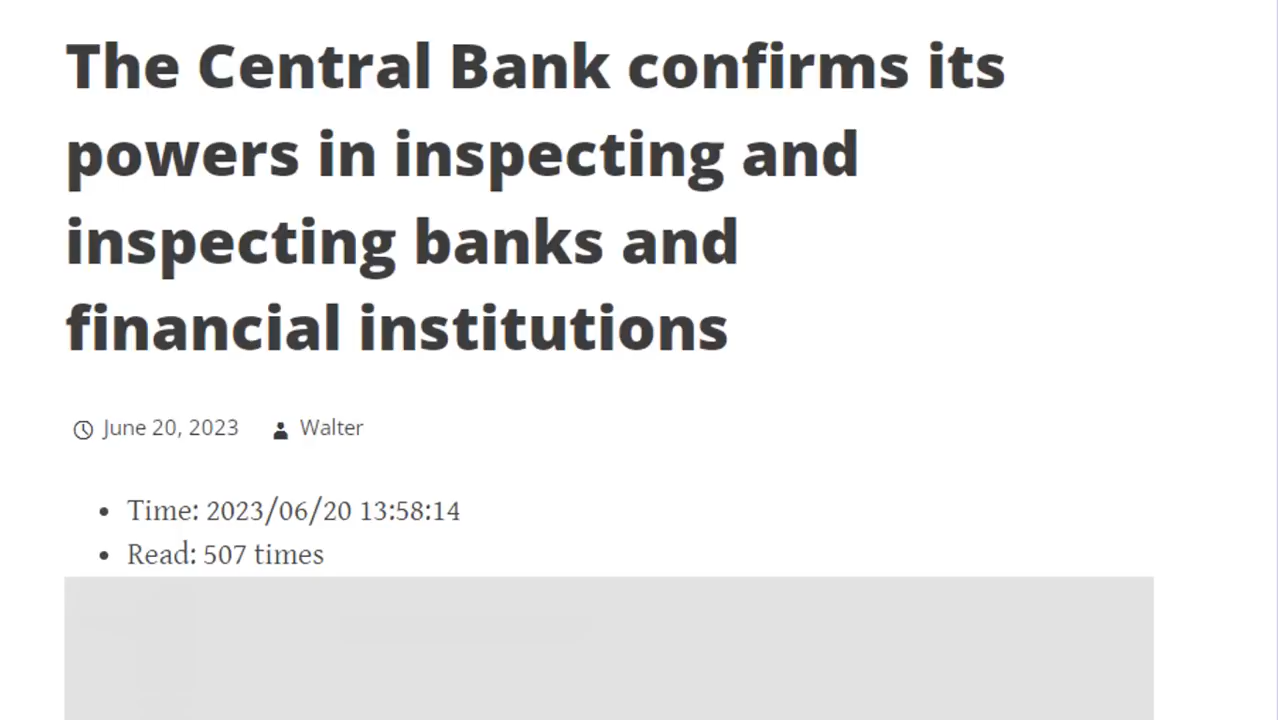 The Central Bank confirms its
powers in inspecting and
inspecting banks and
financial institutions
June 20, 2023 Walter
• Time: 2023/06/20 13:58:14
• Read: 507 times